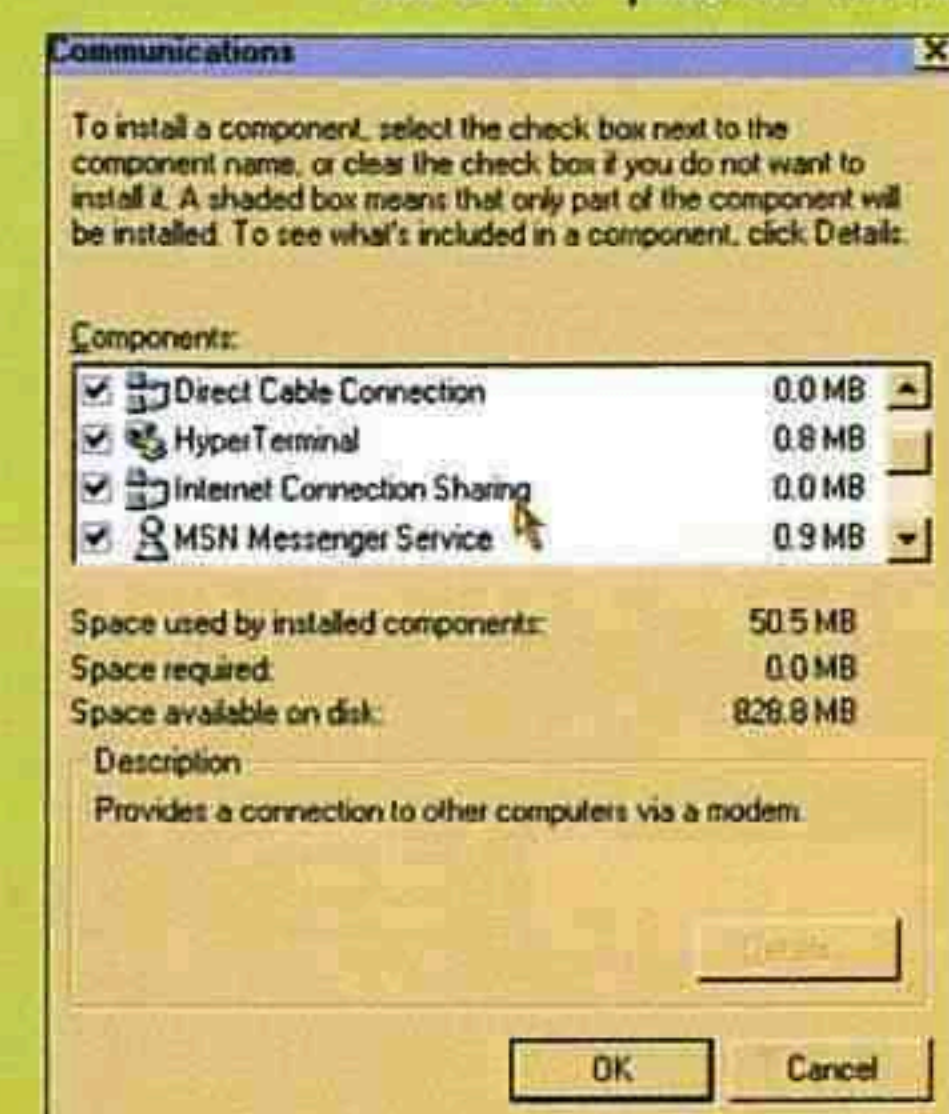 Communications
To install a component, select the check box next to the
component name, or clear the check box if you do not want to
install it. A shaded box means that only part of the component will
be installed. To see what's included in a component, click Details.
Components:
Direct Cable Connection 0.0 MB
HyperTerminal 0.8 MB
Internet Connection Sharing 0.0 MB
MSN Messenger Service 0.9 MB
Space used by installed components: 50.5 MB
Space required: 0.0 MB
Space available on disk: 828.8 MB
Description
Provides a connection to other computers via a modem.
Details...
OK Cancel